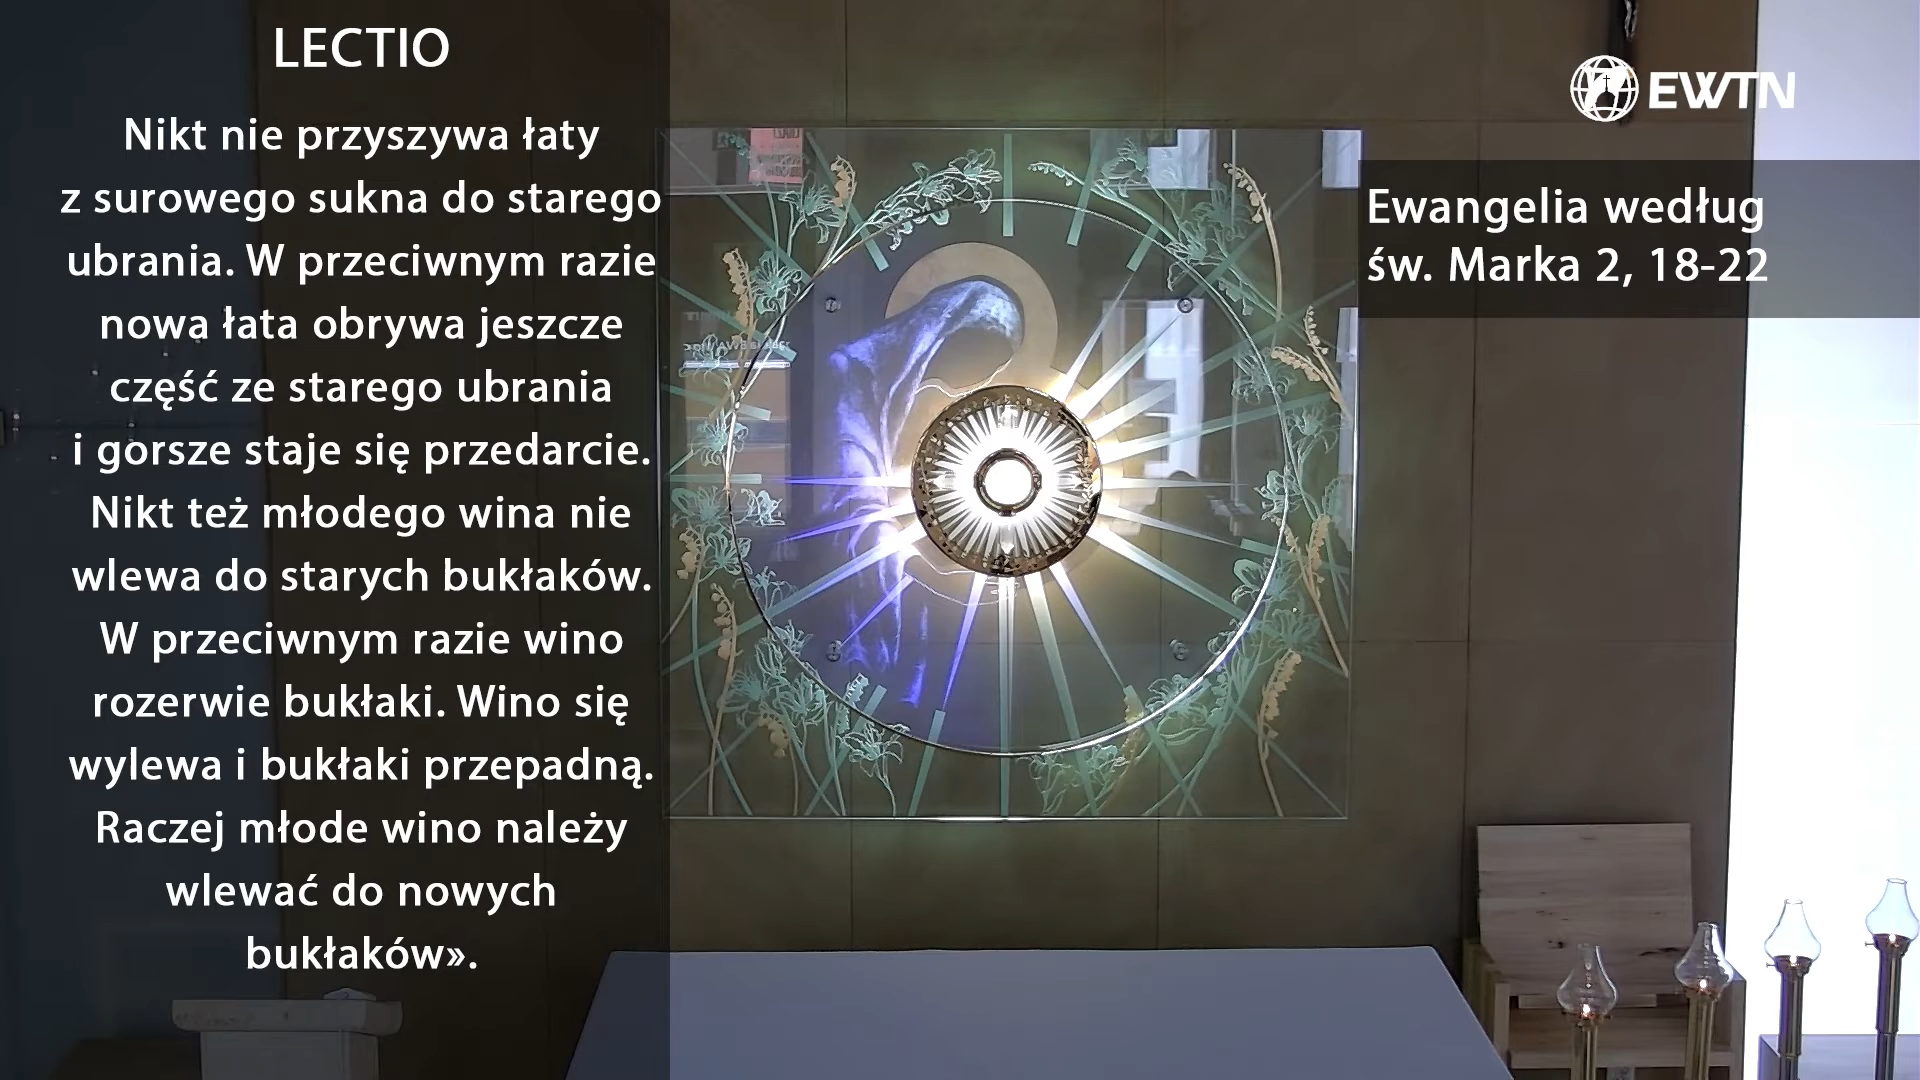 LECTIO
Nikt nie przyszywa łaty
z surowego sukna do starego
ubrania. W przeciwnym razie
nowa łata obrywa jeszcze
część ze starego ubrania
i gorsze staje się przedarcie.
Nikt też młodego wina nie
wlewa do starych bukłaków.
W przeciwnym razie wino
rozerwie bukłaki. Wino się
wylewa i bukłaki przepadną.
Raczej młode wino należy
wlewać do nowych
bukłaków».
EWTN
Ewangelia według
św. Marka 2, 18-22